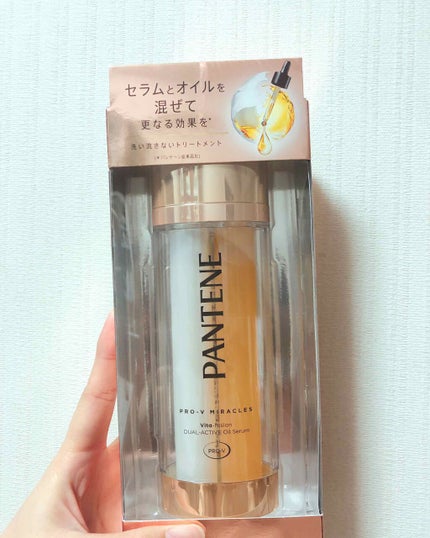 セラムとオイルを
混ぜて
更なる効果を*
洗い流さないトリートメント
PANTENE
PRO-V MIRACLES
Vita-fusion
DUAL-ACTIVE Oil Serum
PRO-V